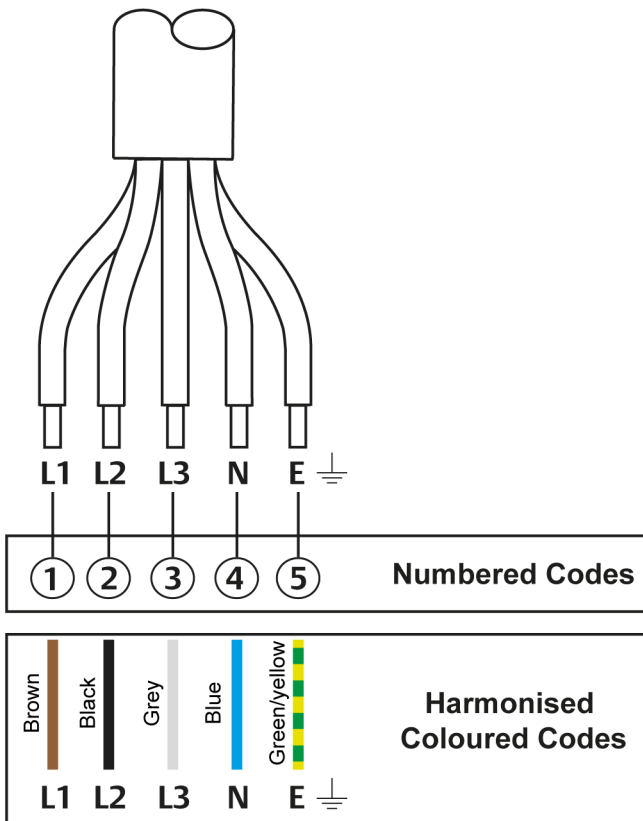 L1 L2 L3 N E
1 2 3 4 5 Numbered Codes
Brown Black Grey Blue Green/yellow
Harmonised
Coloured Codes
L1 L2 L3 N E